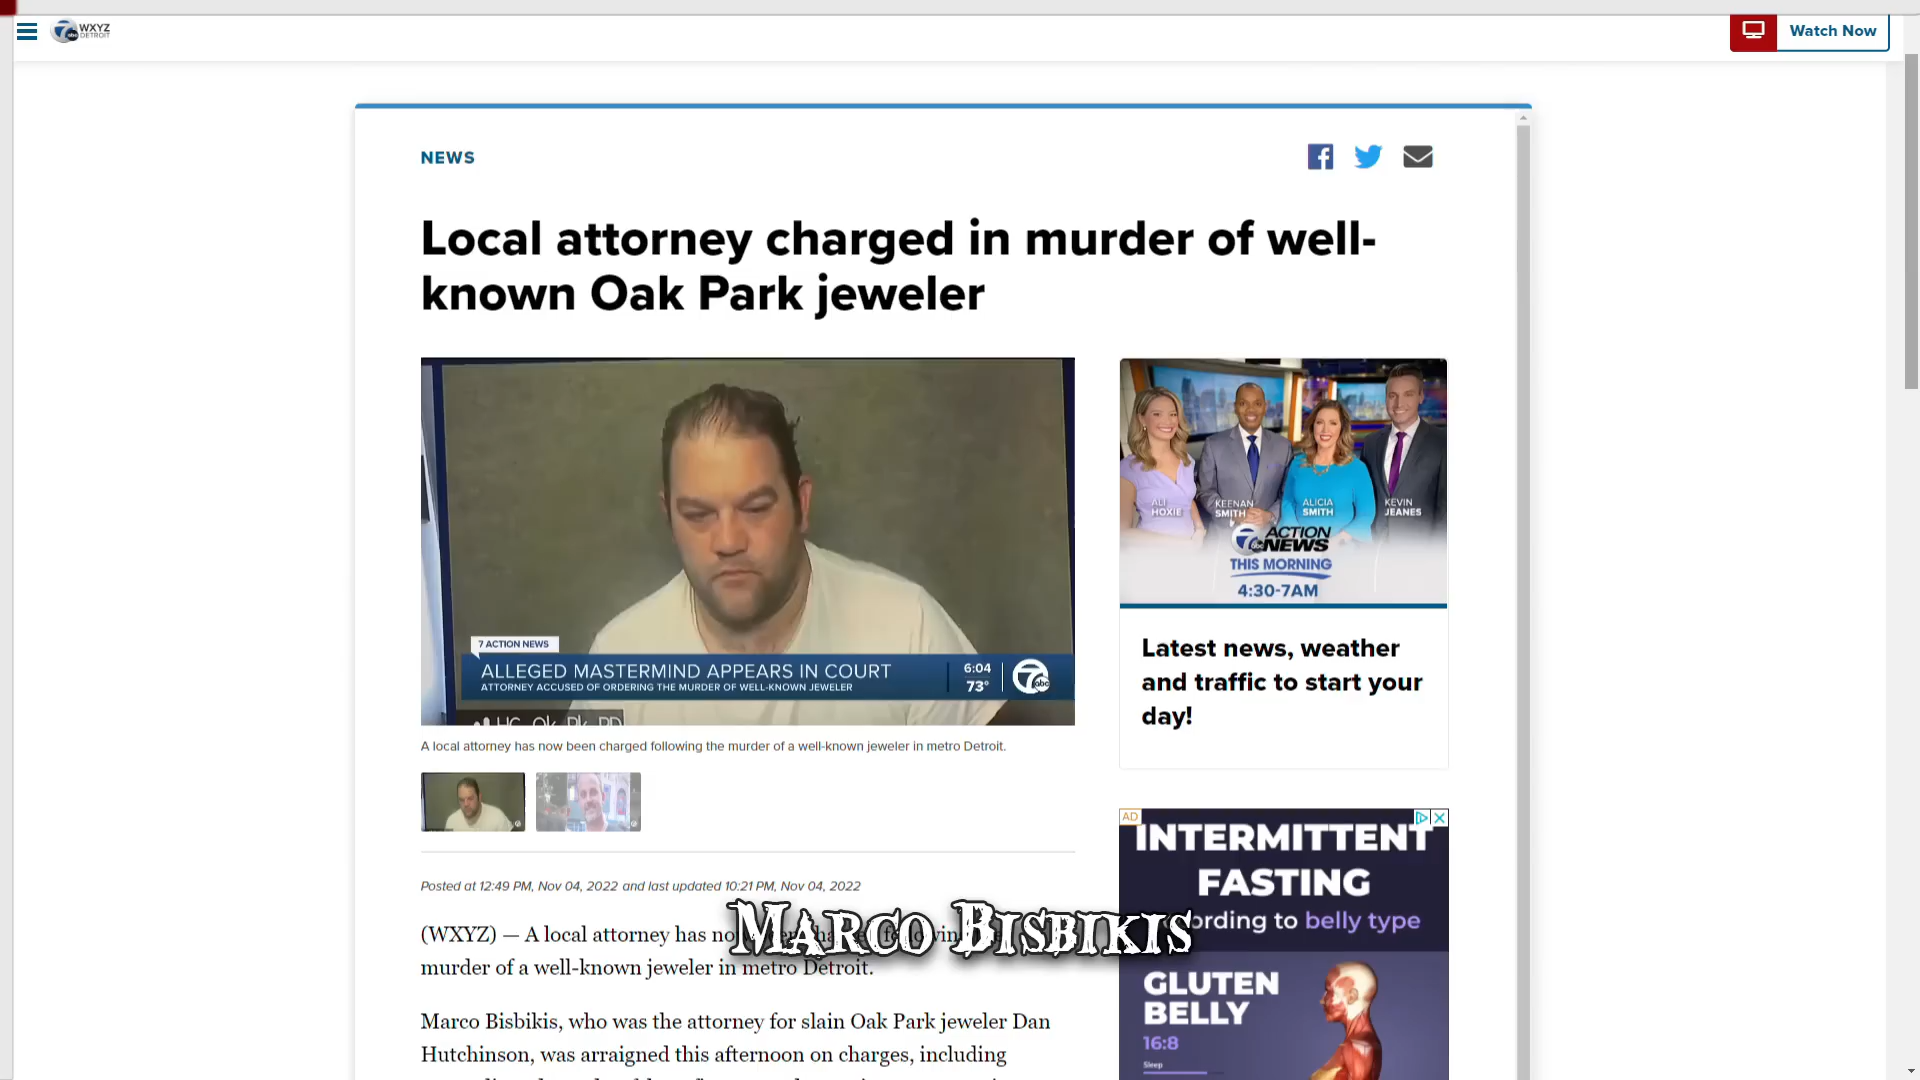 WXYZ
DETROIT
Watch Now
NEWS
Local attorney charged in murder of well-
known Oak Park jeweler
7 ACTION NEWS
ALLEGED MASTERMIND APPEARS IN COURT
ATTORNEY ACCUSED OF ORDERING THE MURDER OF WELL-KNOWN JEWELER
6:04
73°
7 abc
A local attorney has now been charged following the murder of a well-known jeweler in metro Detroit.
Posted at 12:49 PM, Nov 04, 2022 and last updated 10:21 PM, Nov 04, 2022
(WXYZ) — A local attorney has
murder of a well-known jeweler in metro Detroit.
Marco Bisbikis, who was the attorney for slain Oak Park jeweler Dan
Hutchinson, was arraigned this afternoon on charges, including
MARCO BISBIKIS
ALI
HOXIE
KEENAN
SMITH
ALICIA
SMITH
KEVIN
JEANES
7 abc ACTION
NEWS
THIS MORNING
4:30-7AM
Latest news, weather
and traffic to start your
day!
AD
INTERMITTENT
FASTING
to belly type
GLUTEN
BELLY
16:8
Sleep